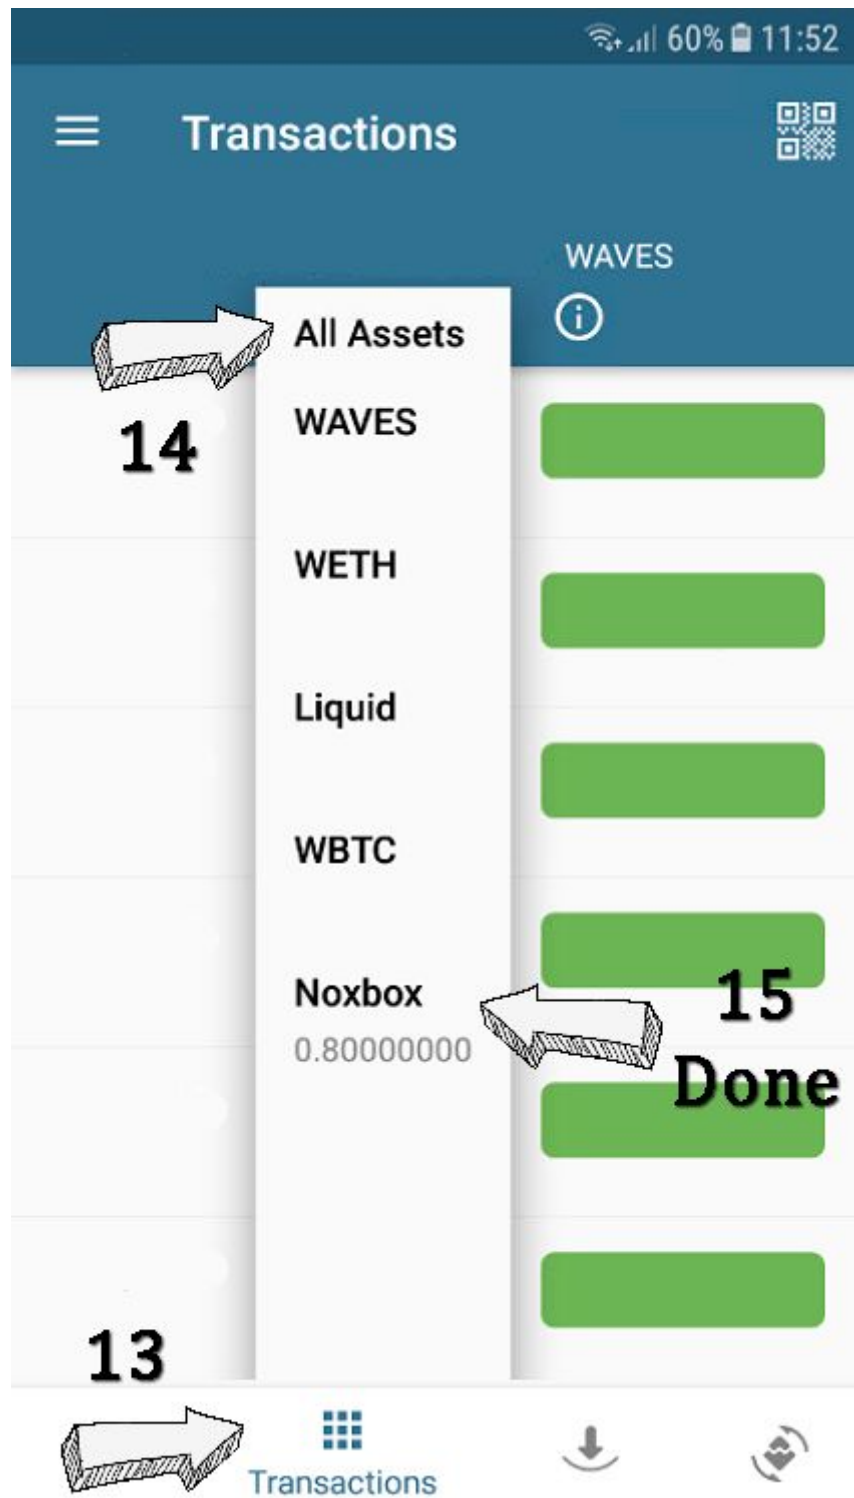 60% 11:52
Transactions
WAVES
All Assets
14
WAVES
WETH
Liquid
WBTC
Noxbox
0.80000000
15
Done
13
Transactions